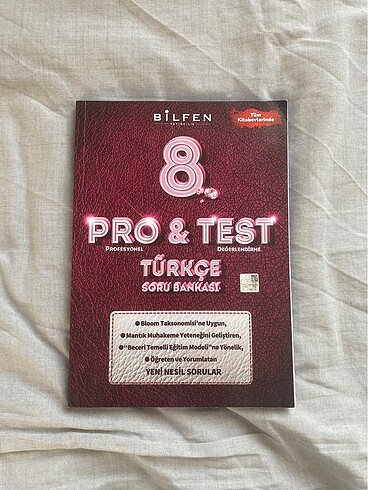 BİLFEN
YAYINCILIK
Tüm
Kitabevlerinde
8.
PRO & TEST
PROFESYONEL DEĞERLENDİRME
TÜRKÇE
SORU BANKASI
Bloom Taksonomisi'ne Uygun,
Mantık Muhakeme Yeteneğini Geliştiren,
"Beceri Temelli Eğitim Modeli"ne Yönelik,
Öğreten ve Yorumlatan
YENİ NESİL SORULAR